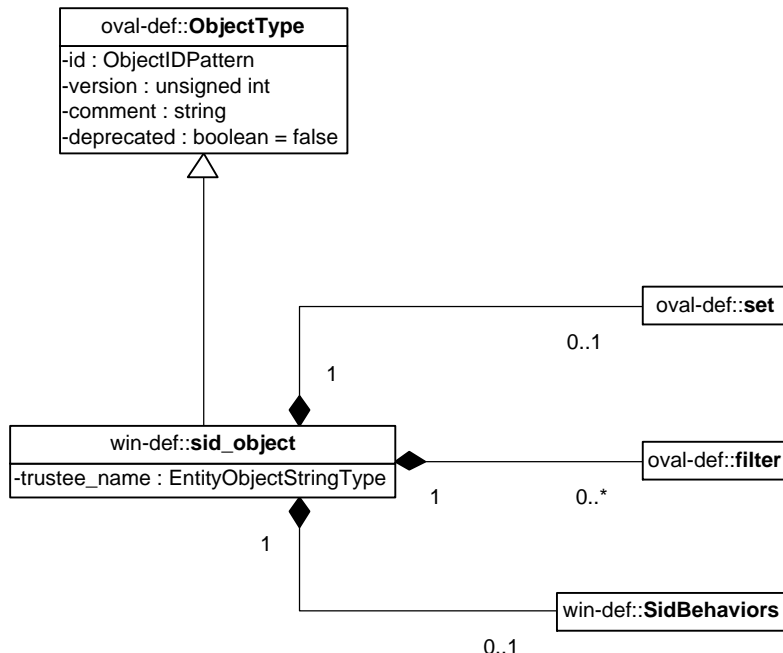 oval-def::ObjectType
-id : ObjectIDPattern
-version : unsigned int
-comment : string
-deprecated : boolean = false
oval-def::set
0..1
1
win-def::sid_object
-trustee_name : EntityObjectStringType
oval-def::filter
1
0..*
1
win-def::SidBehaviors
0..1